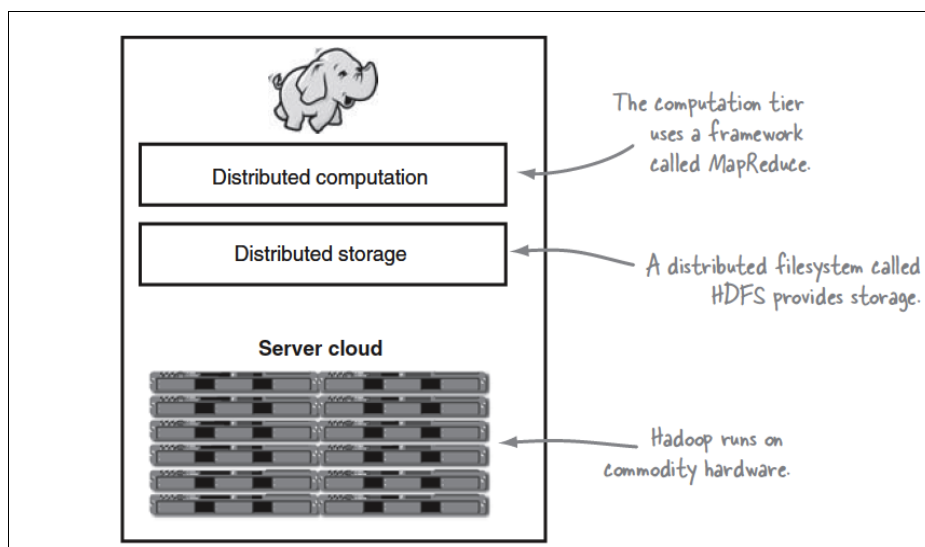 The computation tier
uses a framework
called MapReduce.
Distributed computation
Distributed storage
A distributed filesystem called
HDFS provides storage.
Server cloud
Hadoop runs on
commodity hardware.